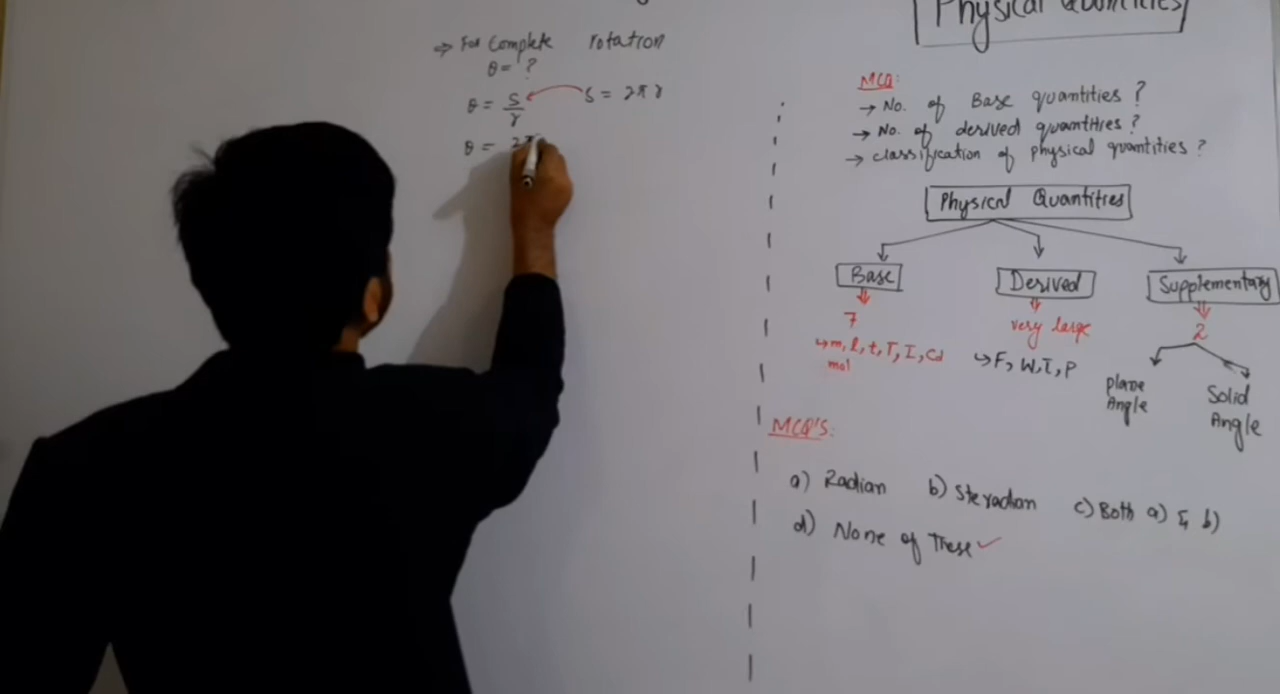 ⇒ For Complete rotation
θ = ?
θ = S/r S = 2πr
θ = 2π
Physical Quantities
MCQ:
→ No. of Base quantities ?
→ No. of derived quantities ?
→ classification of physical quantities ?
Physical Quantities
Base Derived Supplementary
7 very large 2
↳ m, l, t, T, I, Cd
mol
↳ F, W, τ, P
Plane
Angle
Solid
Angle
MCQ'S:
a) Radian b) Steradian c) Both a) & b)
d) None of These ✓